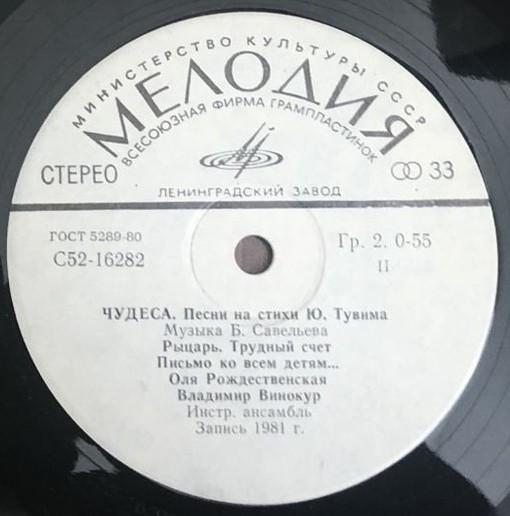 МИНИСТЕРСТВО КУЛЬТУРЫ СССР
МЕЛОДИЯ
ВСЕСОЮЗНАЯ ФИРМА ГРАМПЛАСТИНОК
СТЕРЕО
33
ЛЕНИНГРАДСКИЙ ЗАВОД
ГОСТ 5289-80
С52-16282
Гр. 2. 0-55
II
ЧУДЕСА. Песни на стихи Ю. Тувима
Музыка Б. Савельева
Рыцарь. Трудный счет
Письмо ко всем детям...
Оля Рождественская
Владимир Винокур
Инстр. ансамбль
Запись 1981 г.